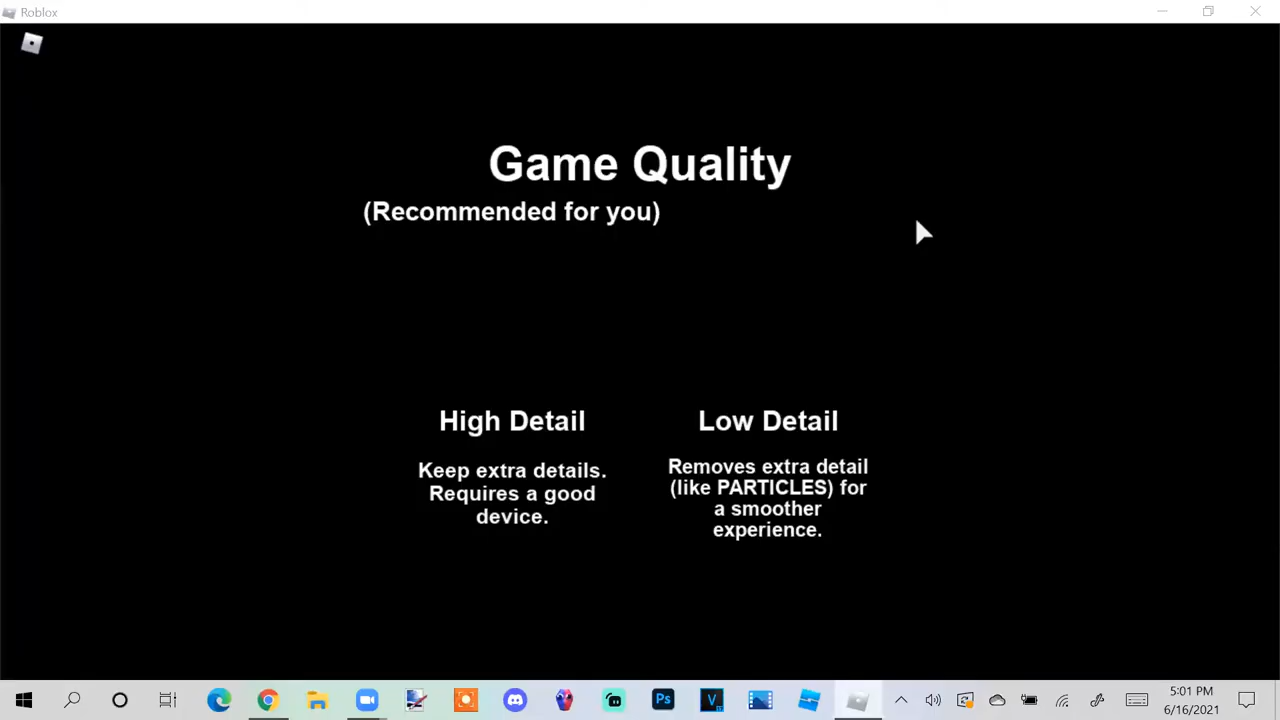 Roblox
Game Quality
(Recommended for you)
High Detail
Keep extra details.
Requires a good
device.
Low Detail
Removes extra detail
(like PARTICLES) for
a smoother
experience.
Ps
V
5:01 PM
6/16/2021